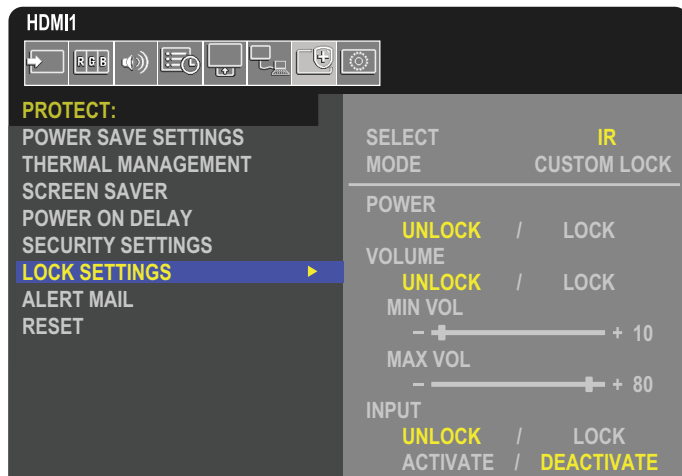 HDMI1
R G B
PROTECT:
POWER SAVE SETTINGS
THERMAL MANAGEMENT
SCREEN SAVER
POWER ON DELAY
SECURITY SETTINGS
LOCK SETTINGS
ALERT MAIL
RESET
SELECT IR
MODE CUSTOM LOCK
POWER
UNLOCK / LOCK
VOLUME
UNLOCK / LOCK
MIN VOL
− + 10
MAX VOL
− + 80
INPUT
UNLOCK / LOCK
ACTIVATE / DEACTIVATE